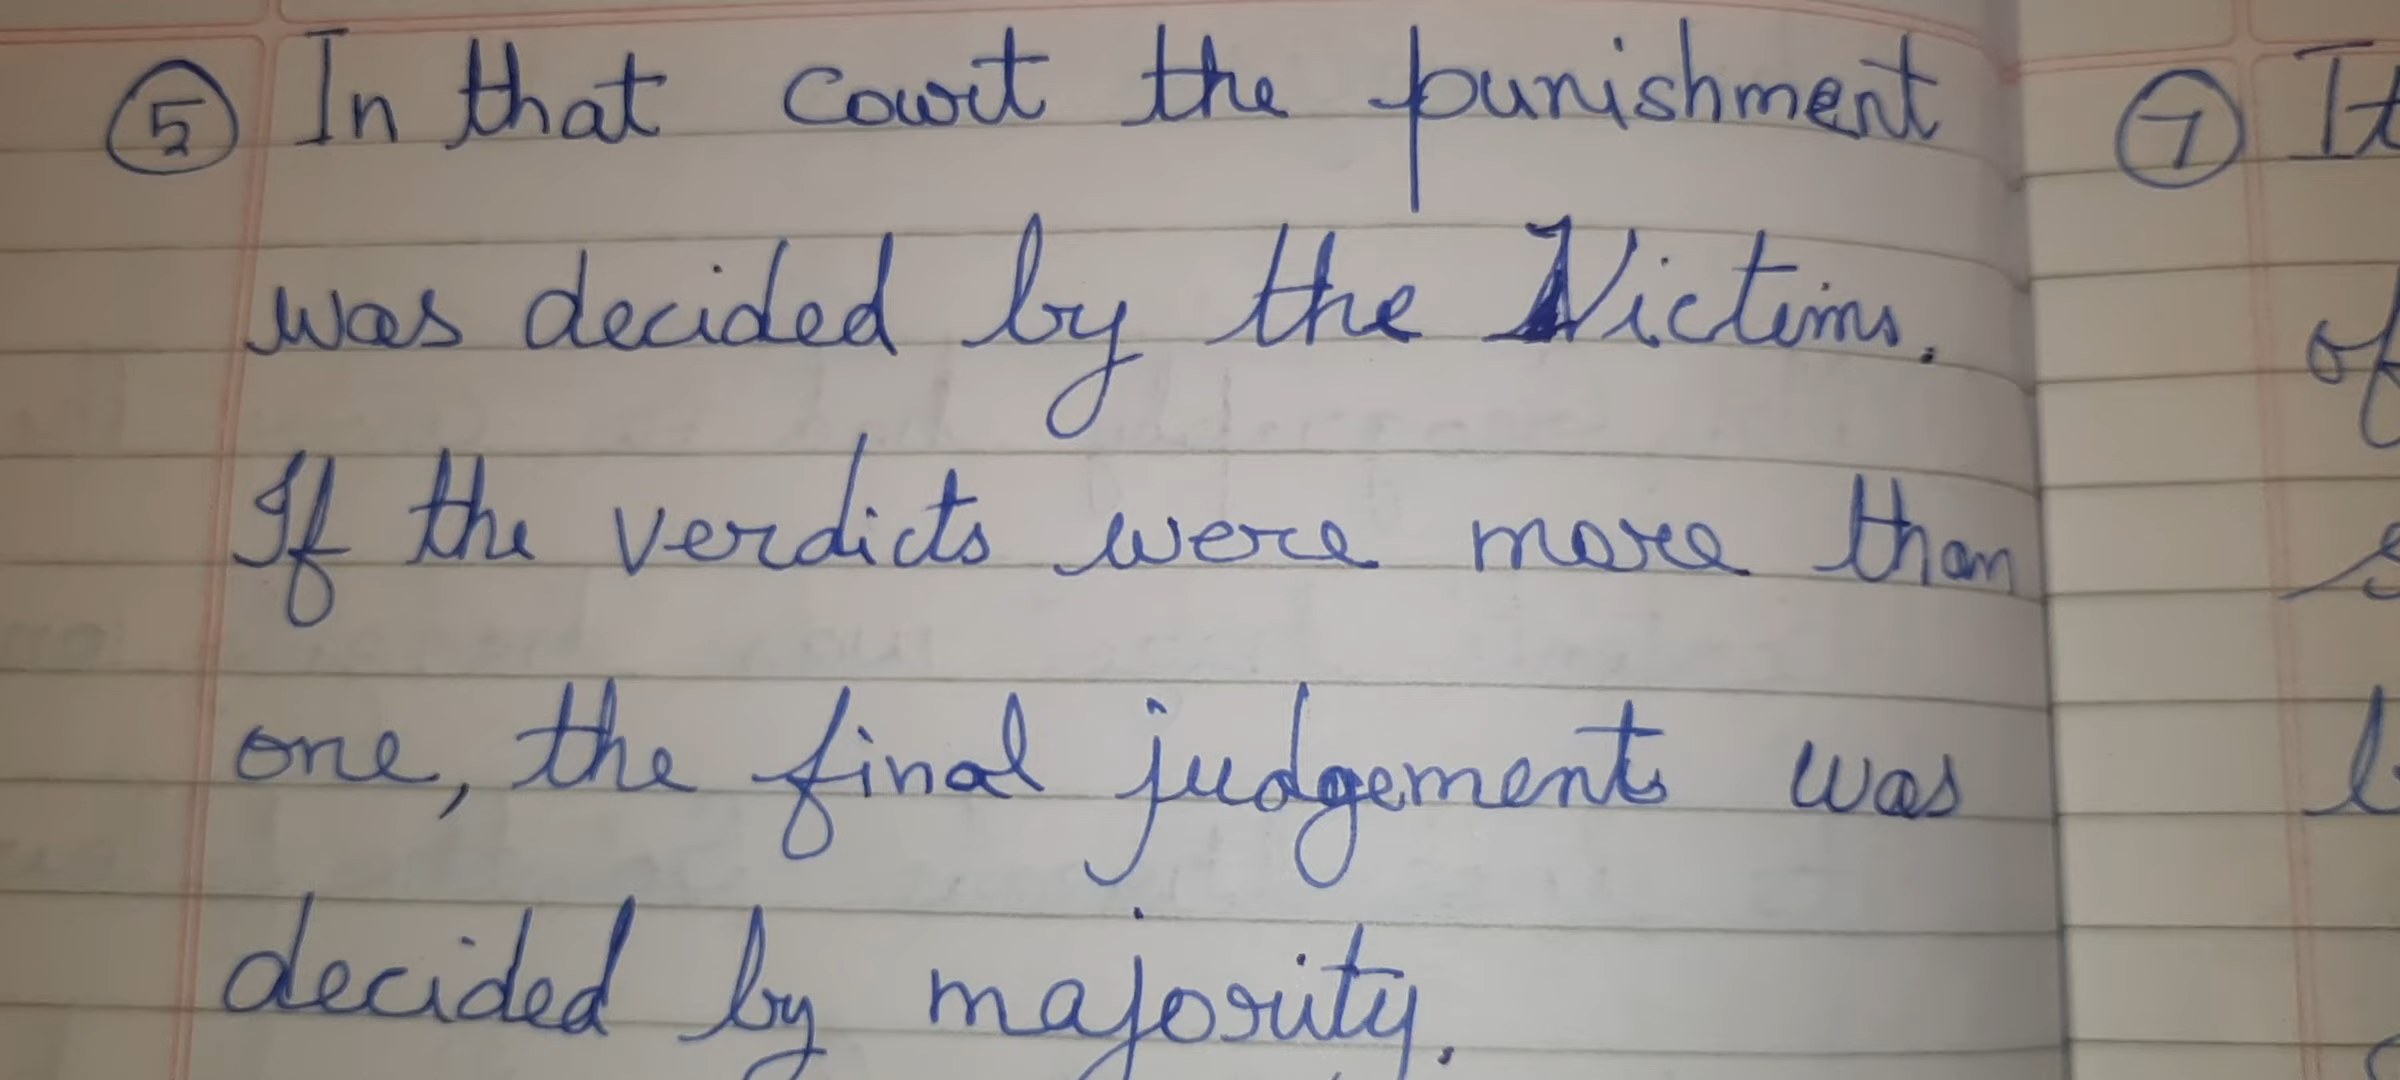 ⑤ In that court the punishment
was decided by the Victims.
If the verdicts were more than
one, the final judgements was
decided by majority.
⑦ It
of